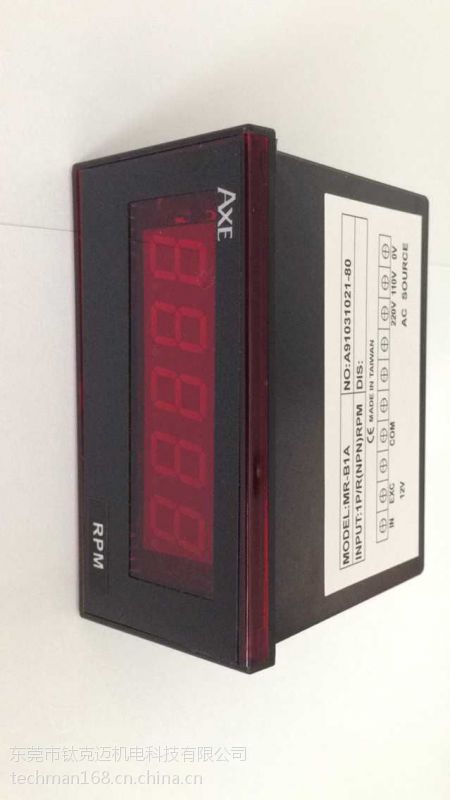 AXE
88888
RPM
MODEL:MR-B1A NO:A91031021-80
INPUT:1P/R(NPN)RPM DIS:
CE MADE IN TAIWAN
IN EXC COM 220V 110V 0V
12V AC SOURCE
东莞市钛克迈机电科技有限公司
techman168.cn.china.cn